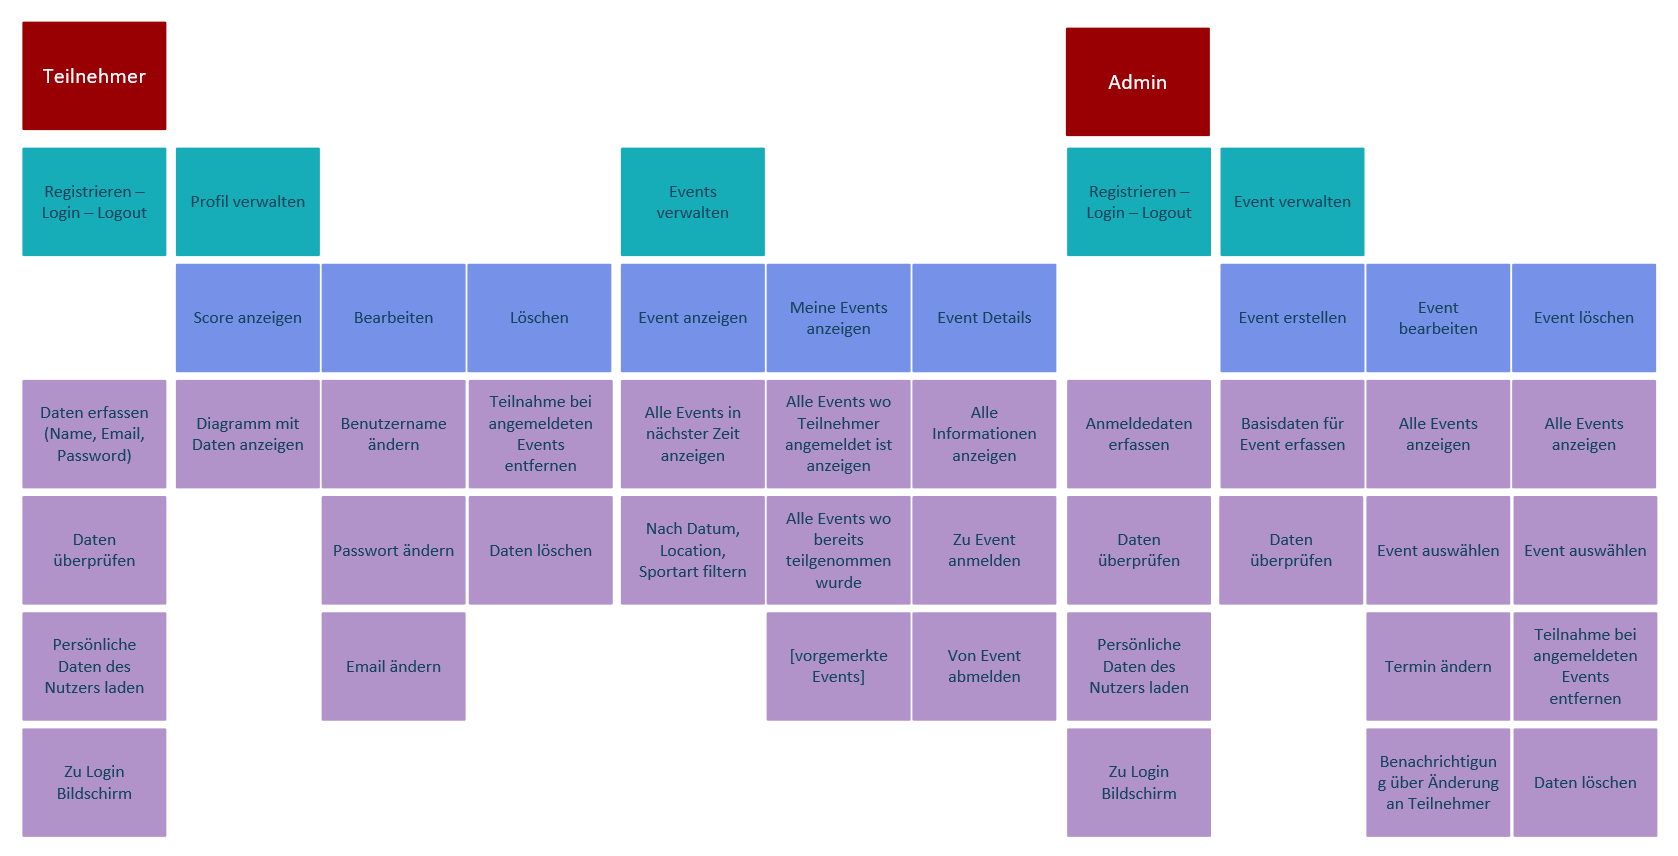 Teilnehmer
Admin
Registrieren –
Login – Logout
Profil verwalten
Events
verwalten
Registrieren –
Login – Logout
Event verwalten
Score anzeigen
Bearbeiten
Löschen
Event anzeigen
Meine Events
anzeigen
Event Details
Event erstellen
Event
bearbeiten
Event löschen
Daten erfassen
(Name, Email,
Password)
Diagramm mit
Daten anzeigen
Benutzername
ändern
Teilnahme bei
angemeldeten
Events
entfernen
Alle Events in
nächster Zeit
anzeigen
Alle Events wo
Teilnehmer
angemeldet ist
anzeigen
Alle
Informationen
anzeigen
Anmeldedaten
erfassen
Basisdaten für
Event erfassen
Alle Events
anzeigen
Alle Events
anzeigen
Daten
überprüfen
Passwort ändern
Daten löschen
Nach Datum,
Location,
Sportart filtern
Alle Events wo
bereits
teilgenommen
wurde
Zu Event
anmelden
Daten
überprüfen
Daten
überprüfen
Event auswählen
Event auswählen
Persönliche
Daten des
Nutzers laden
Email ändern
[vorgemerkte
Events]
Von Event
abmelden
Persönliche
Daten des
Nutzers laden
Termin ändern
Teilnahme bei
angemeldeten
Events
entfernen
Zu Login
Bildschirm
Zu Login
Bildschirm
Benachrichtigun
g über Änderung
an Teilnehmer
Daten löschen